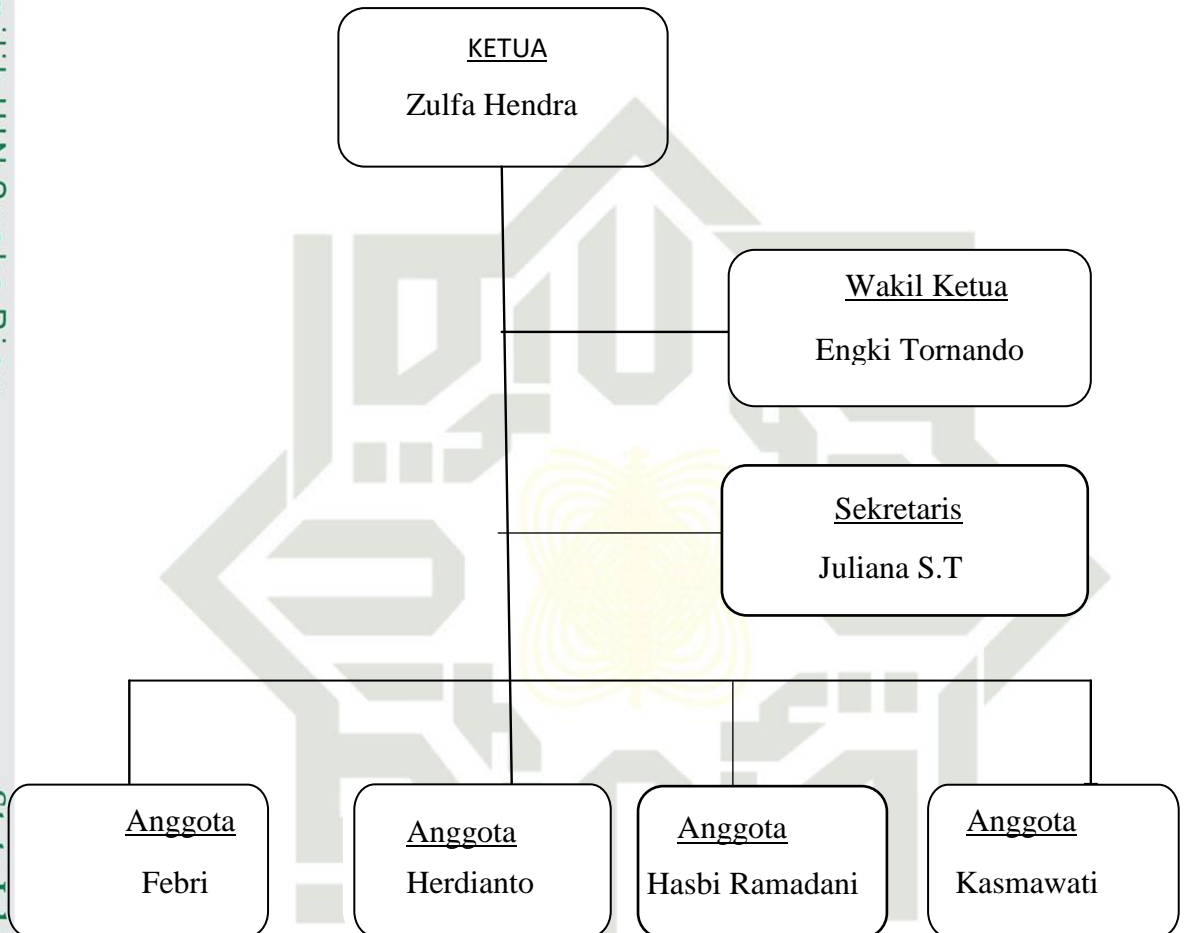 KETUA
Zulfa Hendra
Wakil Ketua
Engki Tornando
Sekretaris
Juliana S.T
Anggota
Febri
Anggota
Herdianto
Anggota
Hasbi Ramadani
Anggota
Kasmawati